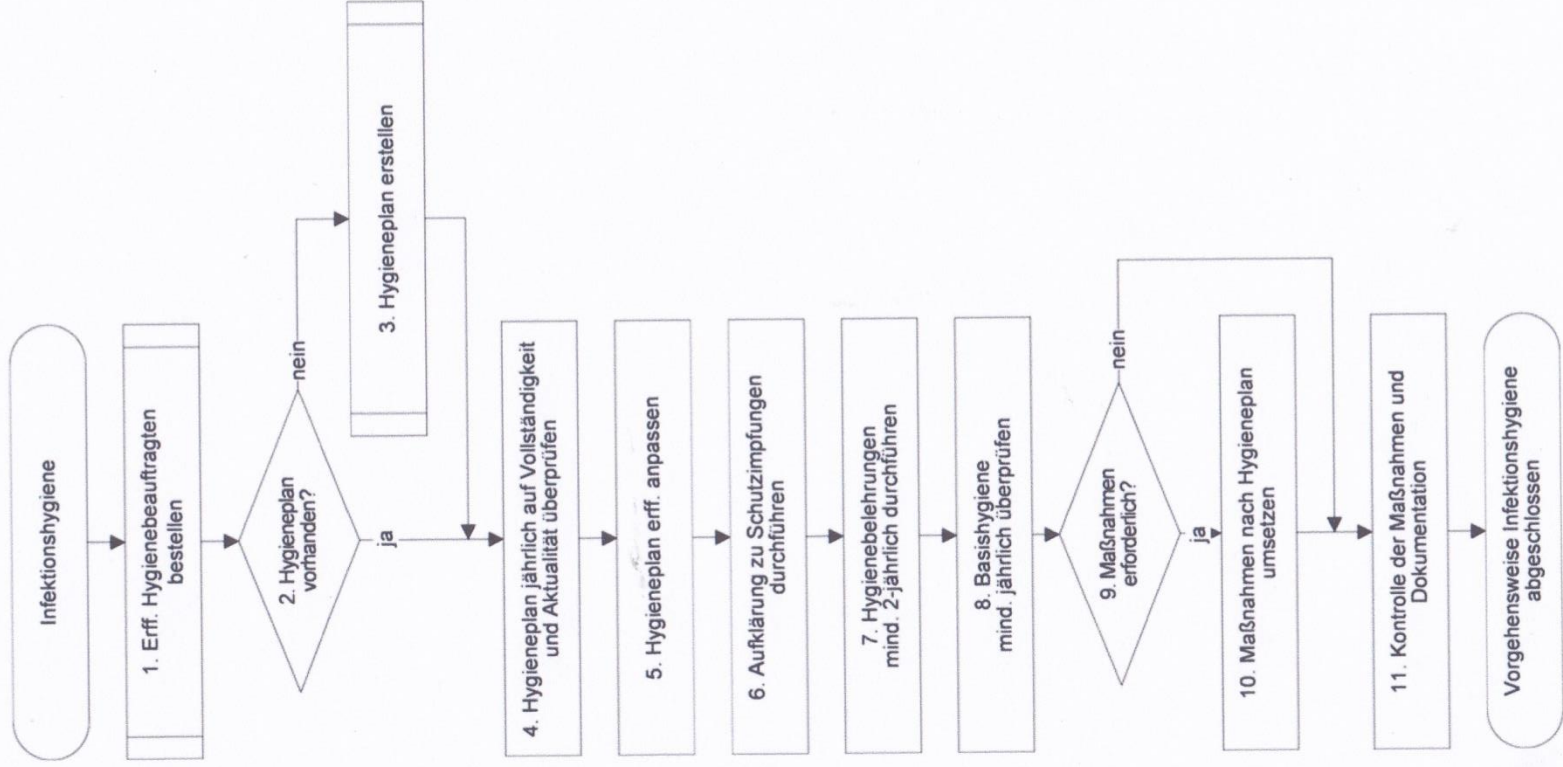 Infektionshygiene
1. Erf. Hygienebeauftragten
bestellen
2. Hygieneplan
vorhanden?
nein
3. Hygieneplan erstellen
ja
4. Hygieneplan jährlich auf Vollständigkeit
und Aktualität überprüfen
5. Hygieneplan erf. anpassen
6. Aufklärung zu Schutzimpfungen
durchführen
7. Hygienebelehrungen
mind. 2-jährlich durchführen
8. Basishygiene
mind. jährlich überprüfen
9. Maßnahmen
erforderlich?
nein
ja
10. Maßnahmen nach Hygieneplan
umsetzen
11. Kontrolle der Maßnahmen und
Dokumentation
Vorgehensweise Infektionshygiene
abgeschlossen